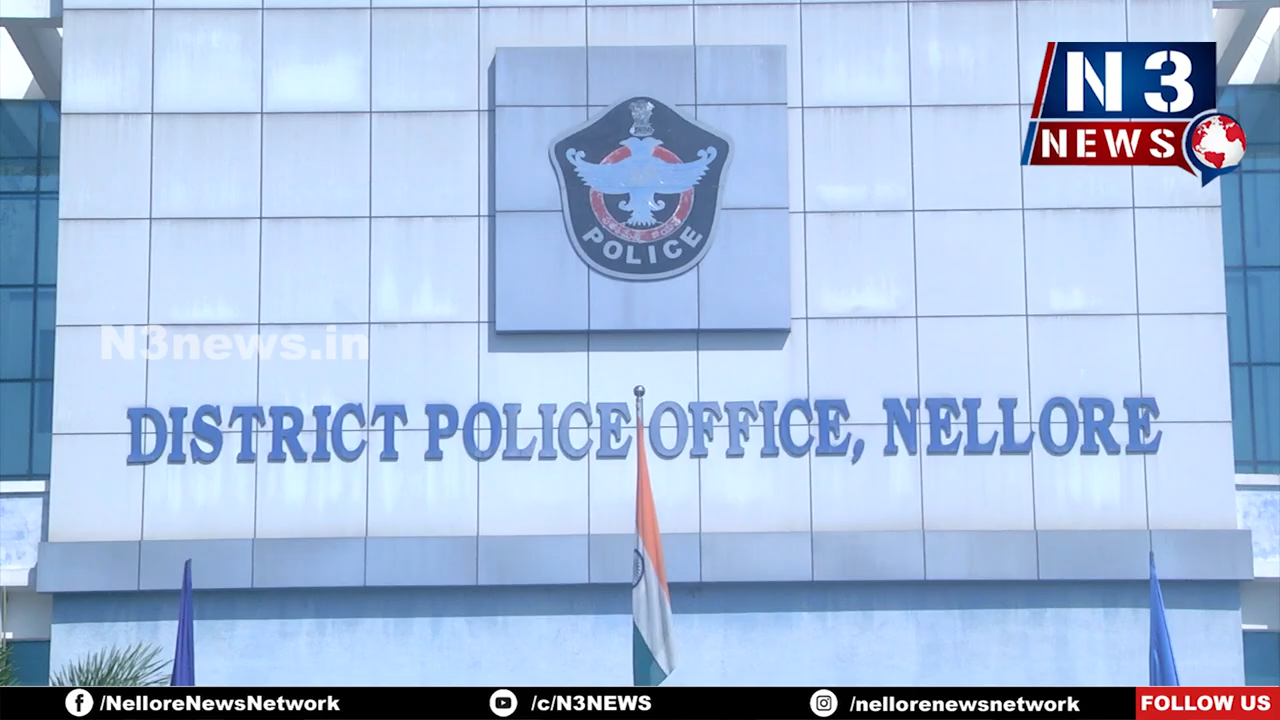 N3
NEWS
POLICE
N3news.in
DISTRICT POLICE OFFICE, NELLORE
/NelloreNewsNetwork
/c/N3NEWS
/nellorenewsnetwork
FOLLOW US